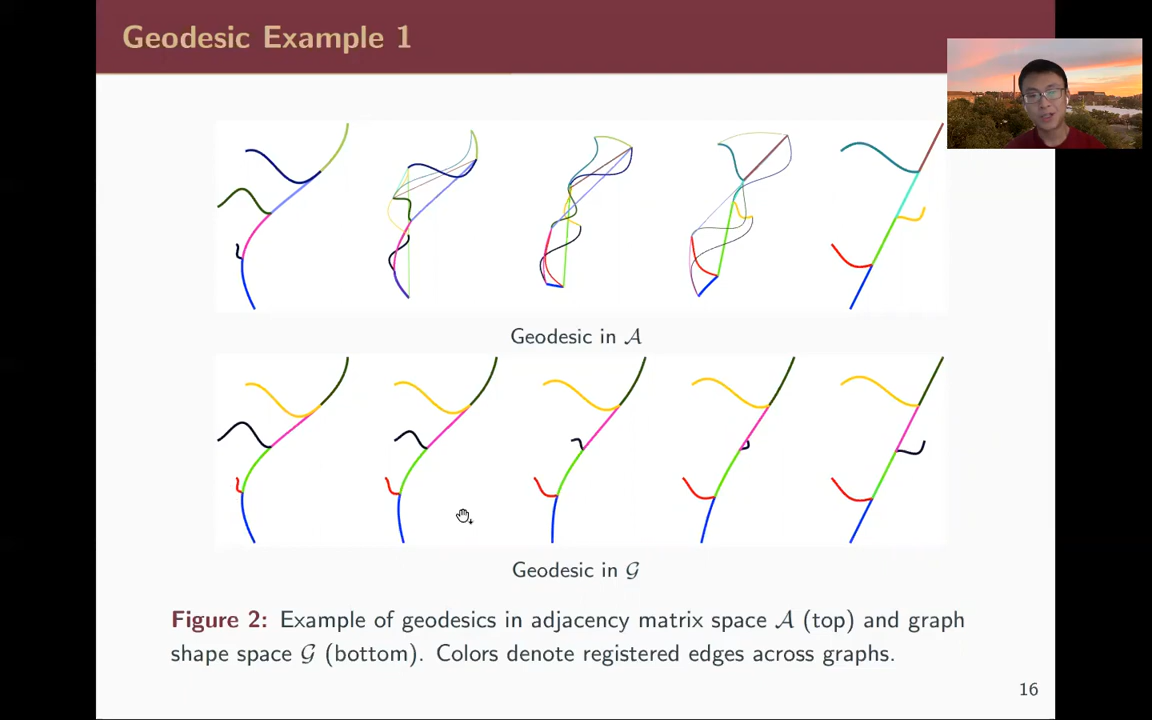 Geodesic Example 1
Geodesic in 𝒜
Geodesic in 𝒢
Figure 2: Example of geodesics in adjacency matrix space 𝒜 (top) and graph
shape space 𝒢 (bottom). Colors denote registered edges across graphs.
16